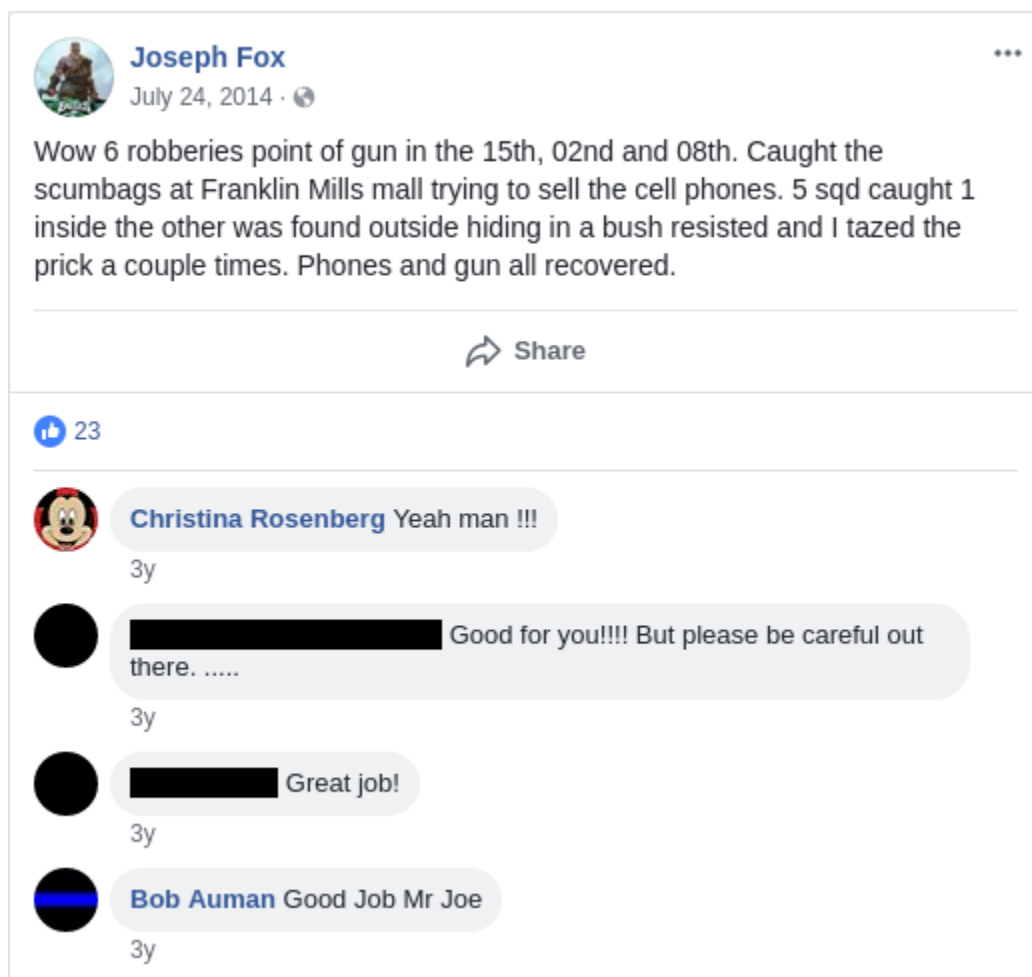 Joseph Fox
July 24, 2014 ·
Wow 6 robberies point of gun in the 15th, 02nd and 08th. Caught the
scumbags at Franklin Mills mall trying to sell the cell phones. 5 sqd caught 1
inside the other was found outside hiding in a bush resisted and I tazed the
prick a couple times. Phones and gun all recovered.
Share
23
Christina Rosenberg Yeah man !!!
3y
Good for you!!!! But please be careful out
there. .....
3y
Great job!
3y
Bob Auman Good Job Mr Joe
3y